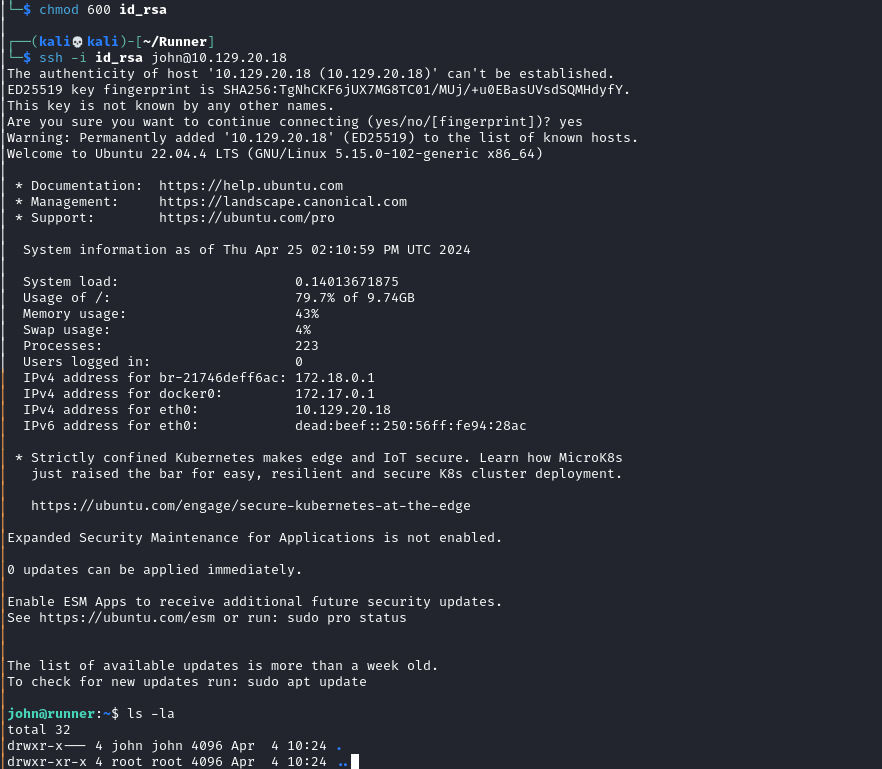 └─$ chmod 600 id_rsa
┌──(kali💀kali)-[~/Runner]
└─$ ssh -i id_rsa john@10.129.20.18
The authenticity of host '10.129.20.18 (10.129.20.18)' can't be established.
ED25519 key fingerprint is SHA256:TgNhCKF6jUX7MG8TC01/MUj/+u0EBasUVsdSQMHdyfY.
This key is not known by any other names.
Are you sure you want to continue connecting (yes/no/[fingerprint])? yes
Warning: Permanently added '10.129.20.18' (ED25519) to the list of known hosts.
Welcome to Ubuntu 22.04.4 LTS (GNU/Linux 5.15.0-102-generic x86_64)
 * Documentation:  https://help.ubuntu.com
 * Management:     https://landscape.canonical.com
 * Support:        https://ubuntu.com/pro
  System information as of Thu Apr 25 02:10:59 PM UTC 2024
  System load:                      0.14013671875
  Usage of /:                       79.7% of 9.74GB
  Memory usage:                     43%
  Swap usage:                       4%
  Processes:                        223
  Users logged in:                  0
  IPv4 address for br-21746deff6ac: 172.18.0.1
  IPv4 address for docker0:         172.17.0.1
  IPv4 address for eth0:            10.129.20.18
  IPv6 address for eth0:            dead:beef::250:56ff:fe94:28ac
 * Strictly confined Kubernetes makes edge and IoT secure. Learn how MicroK8s
   just raised the bar for easy, resilient and secure K8s cluster deployment.
   https://ubuntu.com/engage/secure-kubernetes-at-the-edge
Expanded Security Maintenance for Applications is not enabled.
0 updates can be applied immediately.
Enable ESM Apps to receive additional future security updates.
See https://ubuntu.com/esm or run: sudo pro status
The list of available updates is more than a week old.
To check for new updates run: sudo apt update
john@runner:~$ ls -la
total 32
drwxr-x--- 4 john john 4096 Apr  4 10:24 .
drwxr-xr-x 4 root root 4096 Apr  4 10:24 ..